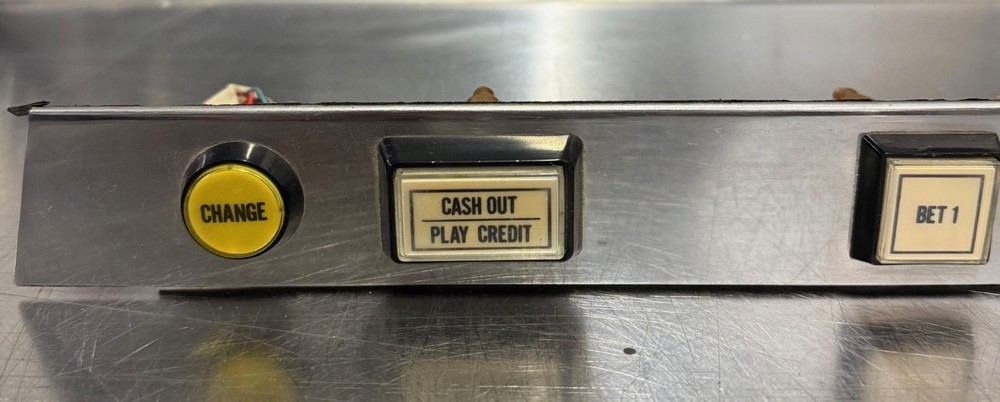 CHANGE
CASH OUT
PLAY CREDIT
BET 1